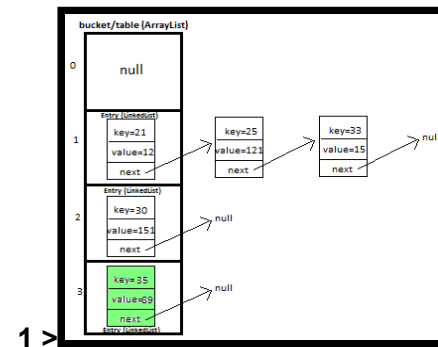 bucket/table (ArrayList)
0
null
Entry (LinkedList)
1
key=21
value=12
next
key=25
value=121
next
key=33
value=15
next
null
Entry (LinkedList)
2
key=30
value=151
next
null
3
key=35
value=69
next
null
Entry (LinkedList)
1 >